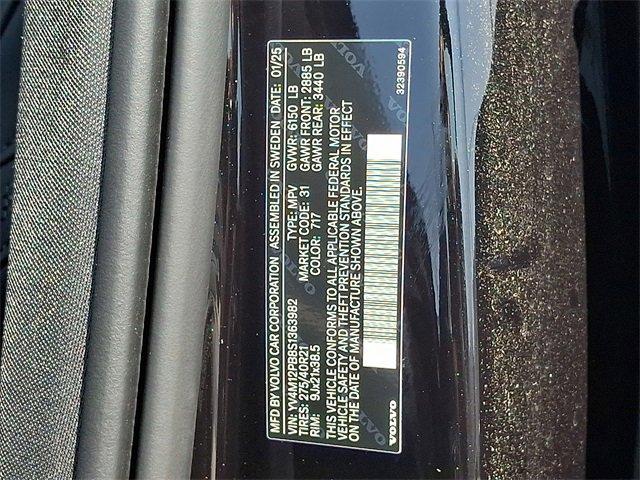 MFD BY VOLVO CAR CORPORATION ASSEMBLED IN SWEDEN DATE: 01/25
VIN: YV4M12PB8S1363982 TYPE: MPV GVWR: 6150 LB
TIRES: 275/40R21 MARKET CODE: 31 GAWR FRONT: 2885 LB
RIM: 9Jx21x38.5 COLOR: 717 GAWR REAR: 3440 LB
THIS VEHICLE CONFORMS TO ALL APPLICABLE FEDERAL MOTOR
VEHICLE SAFETY AND THEFT PREVENTION STANDARDS IN EFFECT
ON THE DATE OF MANUFACTURE SHOWN ABOVE.
VOLVO
32390594